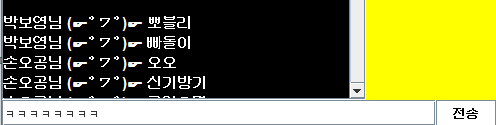 박보영님 (☛˚ヮ˚)☛ 뽀블리
박보영님 (☛˚ヮ˚)☛ 빠돌이
손오공님 (☛˚ヮ˚)☛ 오오
손오공님 (☛˚ヮ˚)☛ 신기방기
ㅋㅋㅋㅋㅋㅋㅋㅋ
전송